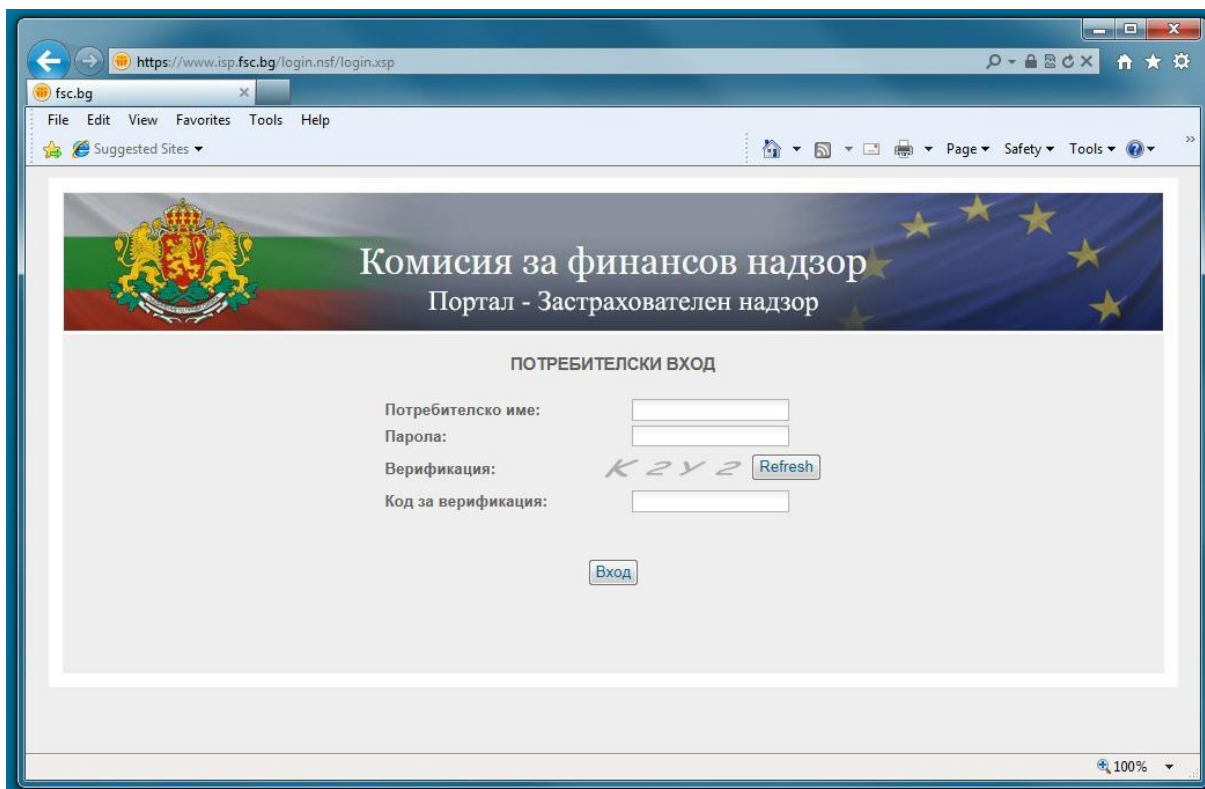 https://www.isp.fsc.bg/login.nsf/login.xsp
fsc.bg
File Edit View Favorites Tools Help
Suggested Sites
Page Safety Tools
Комисия за финансов надзор
Портал - Застрахователен надзор
ПОТРЕБИТЕЛСКИ ВХОД
Потребителско име:
Парола:
Верификация: K 2 Y 2 Refresh
Код за верификация:
Вход
100%